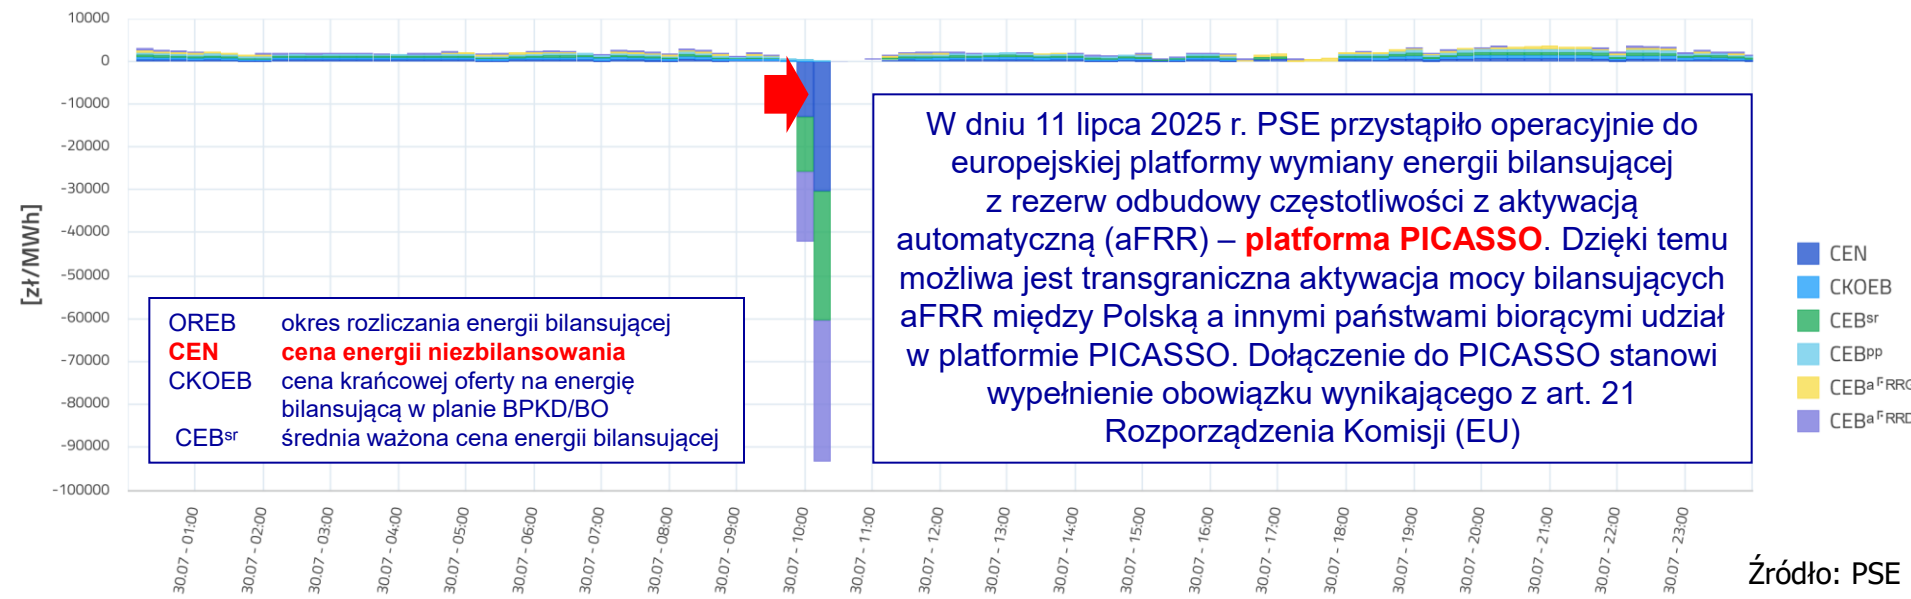 10000
0
-10000
-20000
-30000
-40000
-50000
-60000
-70000
-80000
-90000
-100000
[zł/MWh]
W dniu 11 lipca 2025 r. PSE przystąpiło operacyjnie do
europejskiej platformy wymiany energii bilansującej
z rezerw odbudowy częstotliwości z aktywacją
automatyczną (aFRR) – platforma PICASSO. Dzięki temu
możliwa jest transgraniczna aktywacja mocy bilansujących
aFRR między Polską a innymi państwami biorącymi udział
w platformie PICASSO. Dołączenie do PICASSO stanowi
wypełnienie obowiązku wynikającego z art. 21
Rozporządzenia Komisji (EU)
OREB okres rozliczania energii bilansującej
CEN cena energii niezbilansowania
CKOEB cena krańcowej oferty na energię
bilansującą w planie BPKD/BO
CEBˢʳ średnia ważona cena energii bilansującej
CEN
CKOEB
CEBˢʳ
CEBᵖᵖ
CEBaFRRG
CEBaFRRD
30.07 - 01:00
30.07 - 02:00
30.07 - 03:00
30.07 - 04:00
30.07 - 05:00
30.07 - 06:00
30.07 - 07:00
30.07 - 08:00
30.07 - 09:00
30.07 - 10:00
30.07 - 11:00
30.07 - 12:00
30.07 - 13:00
30.07 - 14:00
30.07 - 15:00
30.07 - 16:00
30.07 - 17:00
30.07 - 18:00
30.07 - 19:00
30.07 - 20:00
30.07 - 21:00
30.07 - 22:00
30.07 - 23:00
Źródło: PSE